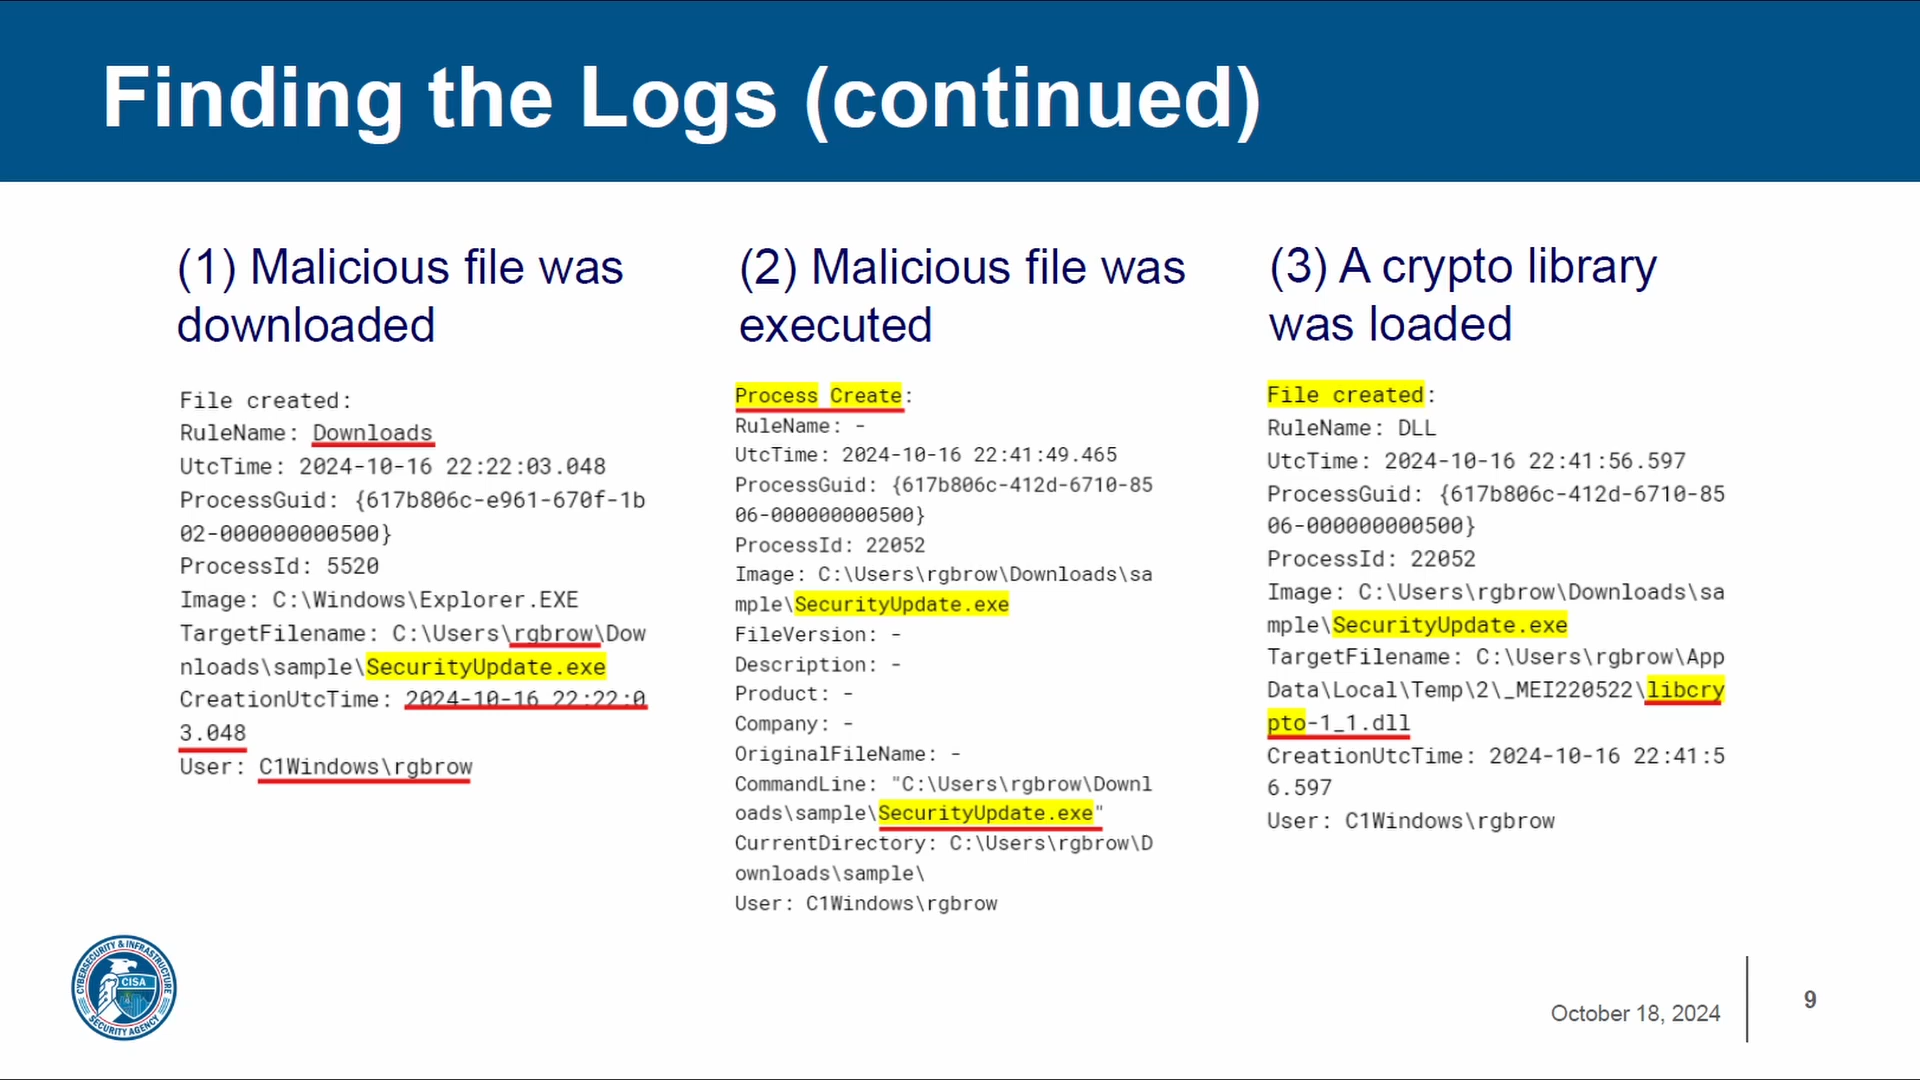 Finding the Logs (continued)
(1) Malicious file was
downloaded
File created:
RuleName: Downloads
UtcTime: 2024-10-16 22:22:03.048
ProcessGuid: {617b806c-e961-670f-1b
02-000000000500}
ProcessId: 5520
Image: C:\Windows\Explorer.EXE
TargetFilename: C:\Users\rgbrow\Dow
nloads\sample\SecurityUpdate.exe
CreationUtcTime: 2024-10-16 22:22:0
3.048
User: C1Windows\rgbrow
(2) Malicious file was
executed
Process Create:
RuleName: -
UtcTime: 2024-10-16 22:41:49.465
ProcessGuid: {617b806c-412d-6710-85
06-000000000500}
ProcessId: 22052
Image: C:\Users\rgbrow\Downloads\sa
mple\SecurityUpdate.exe
FileVersion: -
Description: -
Product: -
Company: -
OriginalFileName: -
CommandLine: "C:\Users\rgbrow\Downl
oads\sample\SecurityUpdate.exe"
CurrentDirectory: C:\Users\rgbrow\D
ownloads\sample\
User: C1Windows\rgbrow
(3) A crypto library
was loaded
File created:
RuleName: DLL
UtcTime: 2024-10-16 22:41:56.597
ProcessGuid: {617b806c-412d-6710-85
06-000000000500}
ProcessId: 22052
Image: C:\Users\rgbrow\Downloads\sa
mple\SecurityUpdate.exe
TargetFilename: C:\Users\rgbrow\App
Data\Local\Temp\2\_MEI220522\libcry
pto-1_1.dll
CreationUtcTime: 2024-10-16 22:41:5
6.597
User: C1Windows\rgbrow
CYBERSECURITY & INFRASTRUCTURE
CISA
SECURITY AGENCY
October 18, 2024
9